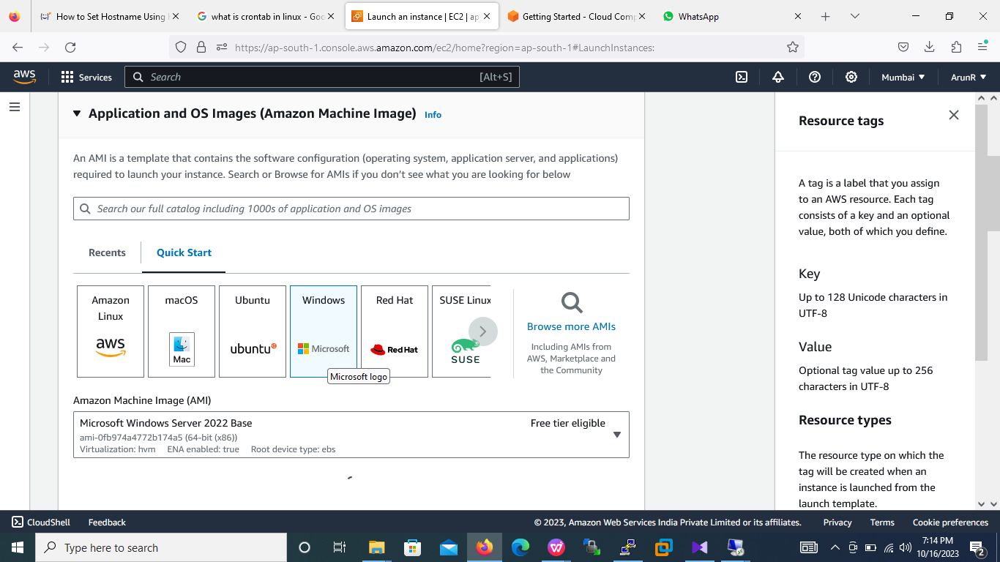 How to Set Hostname Using
what is crontab in linux - Goo
Launch an instance | EC2 | ap
Getting Started - Cloud Comp
WhatsApp
https://ap-south-1.console.aws.amazon.com/ec2/home?region=ap-south-1#LaunchInstances:
aws
Services
Search
[Alt+S]
Mumbai
ArunR
Application and OS Images (Amazon Machine Image)
Info
An AMI is a template that contains the software configuration (operating system, application server, and applications)
required to launch your instance. Search or Browse for AMIs if you don't see what you are looking for below
Search our full catalog including 1000s of application and OS images
Recents
Quick Start
Amazon
Linux
aws
macOS
Mac
Ubuntu
ubuntu
Windows
Microsoft
Red Hat
Red Hat
SUSE Linux
SUSE
Microsoft logo
Browse more AMIs
Including AMIs from
AWS, Marketplace and
the Community
Amazon Machine Image (AMI)
Microsoft Windows Server 2022 Base
Free tier eligible
ami-0fb974a4772b174a5 (64-bit (x86))
Virtualization: hvm ENA enabled: true Root device type: ebs
Resource tags
A tag is a label that you assign
to an AWS resource. Each tag
consists of a key and an optional
value, both of which you define.
Key
Up to 128 Unicode characters in
UTF-8
Value
Optional tag value up to 256
characters in UTF-8
Resource types
The resource type on which the
tag will be created when an
instance is launched from the
launch template.
CloudShell
Feedback
© 2023, Amazon Web Services India Private Limited or its affiliates.
Privacy
Terms
Cookie preferences
Type here to search
7:14 PM
10/16/2023
2